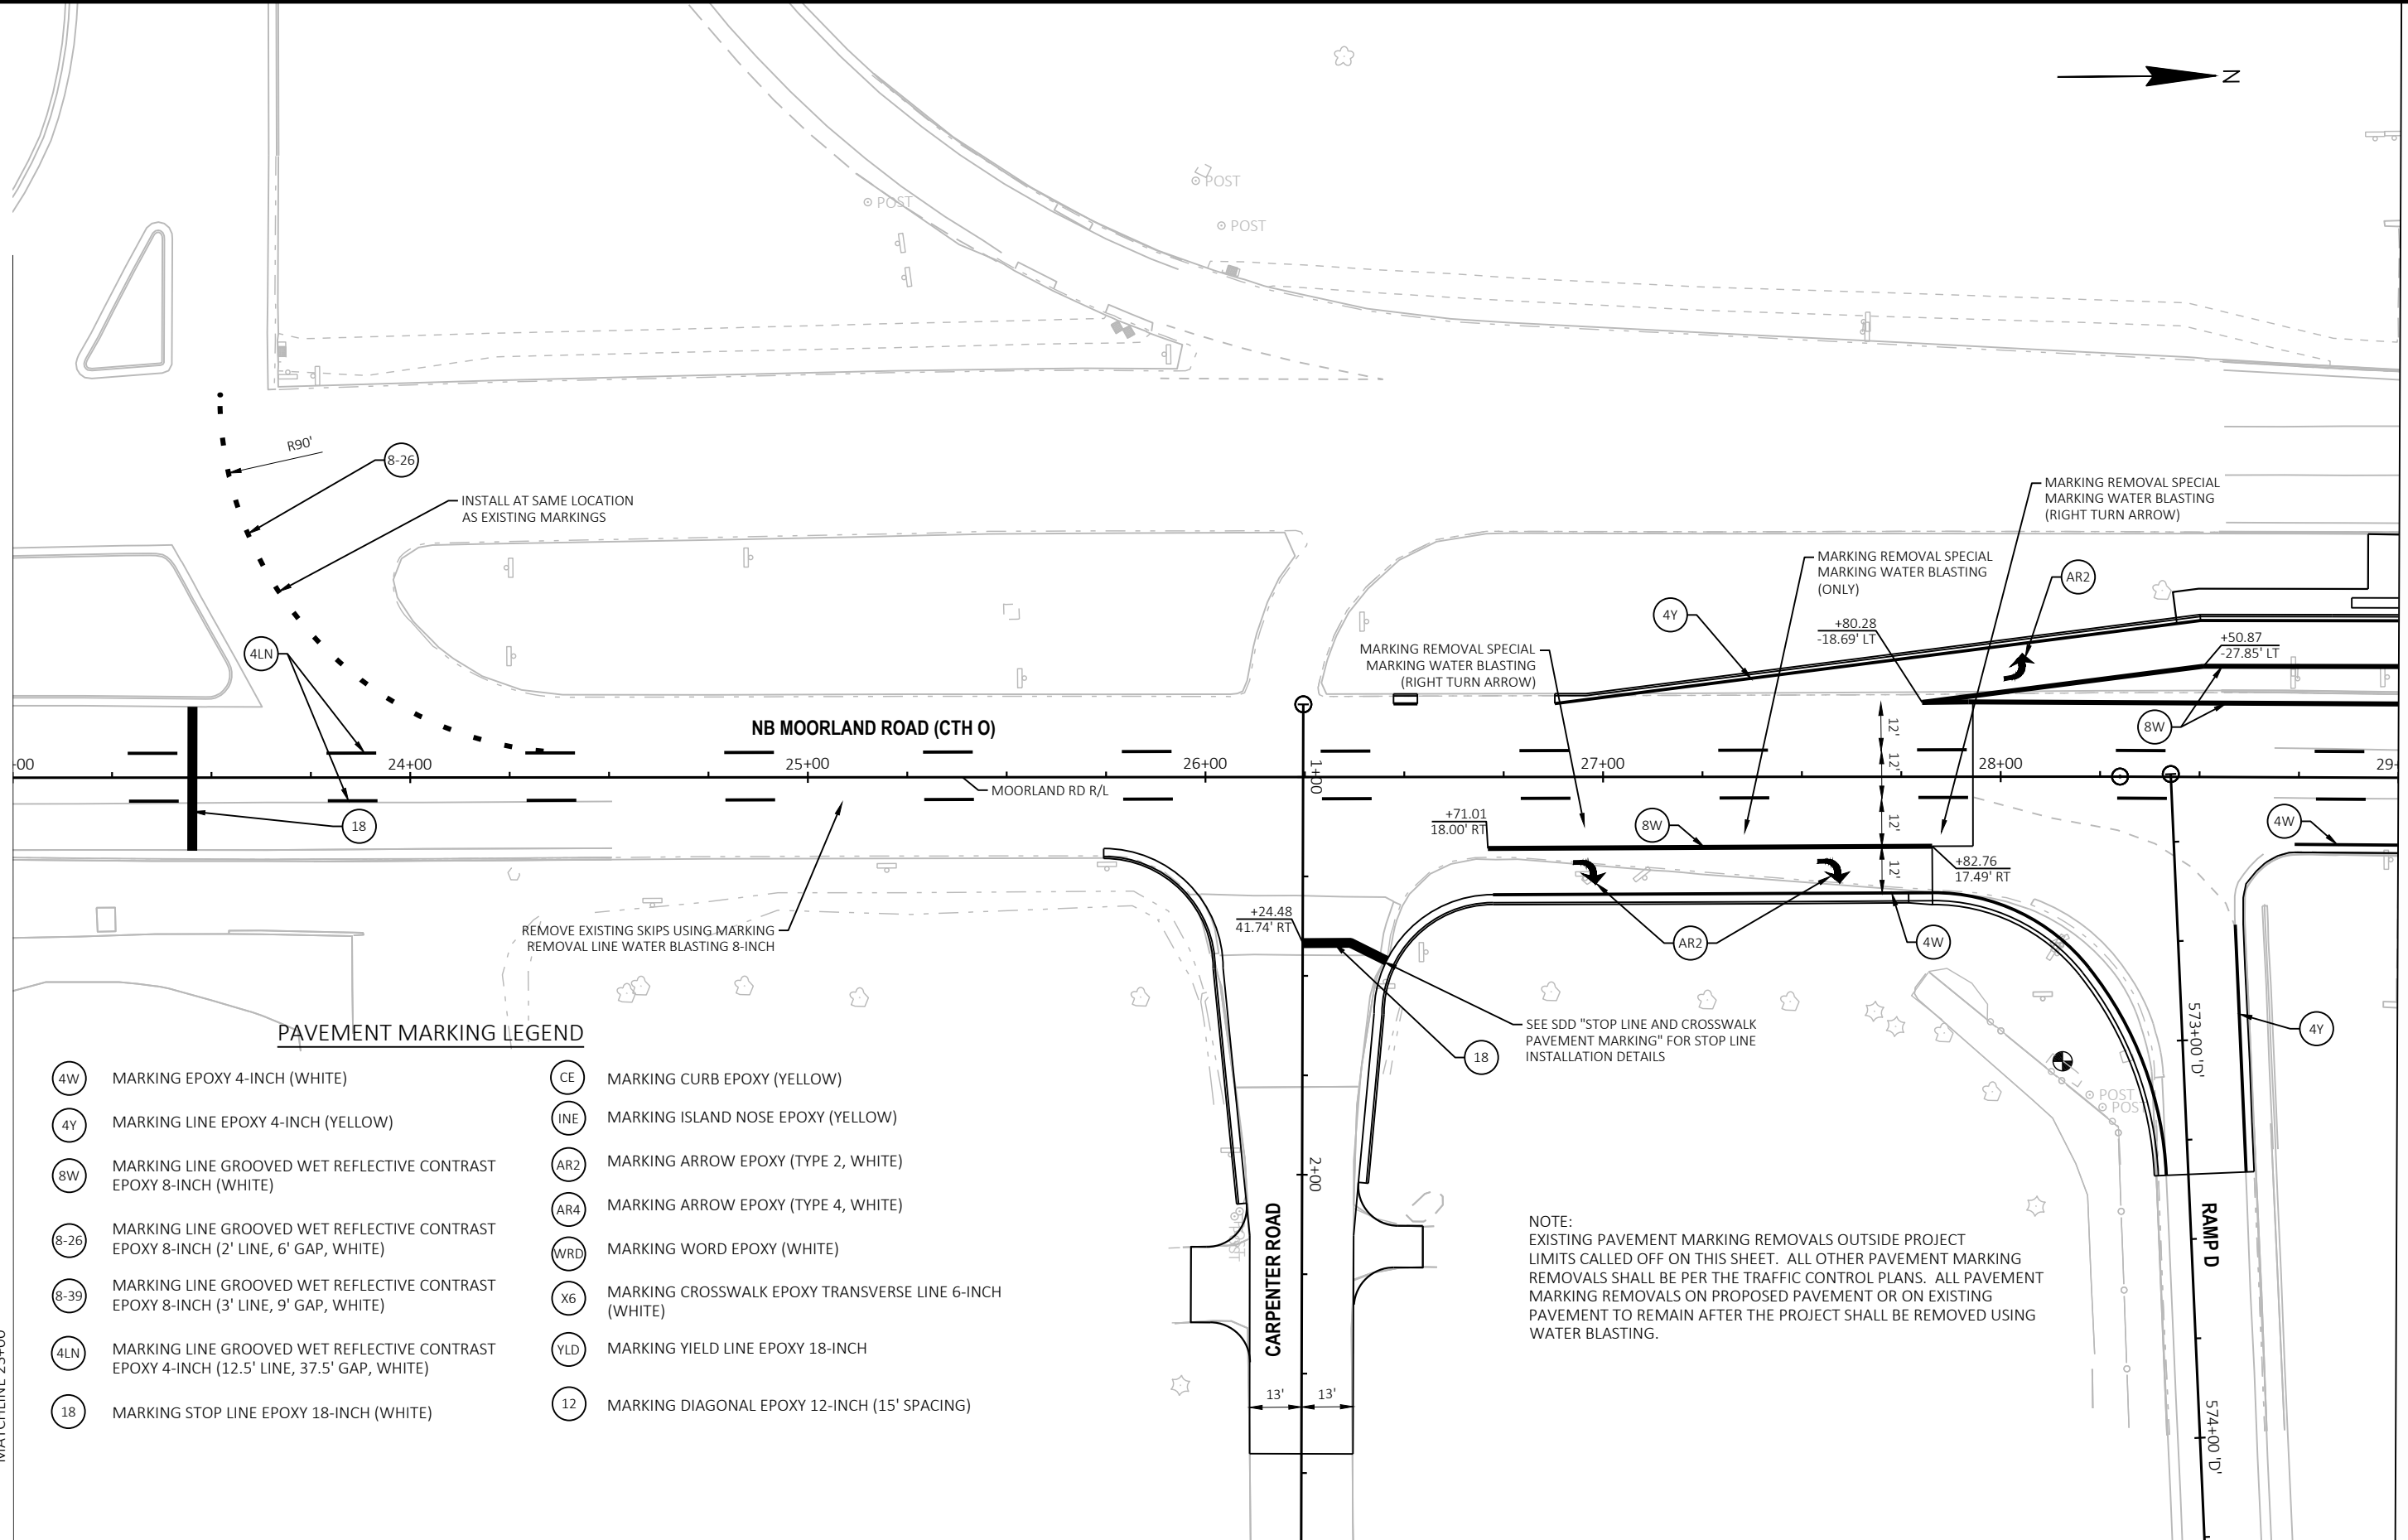 N
POST
POST
POST
R90'
8-26
INSTALL AT SAME LOCATION
AS EXISTING MARKINGS
MARKING REMOVAL SPECIAL
MARKING WATER BLASTING
(RIGHT TURN ARROW)
MARKING REMOVAL SPECIAL
MARKING WATER BLASTING
(ONLY)
AR2
4Y
+80.28
-18.69' LT
+50.87
-27.85' LT
MARKING REMOVAL SPECIAL
MARKING WATER BLASTING
(RIGHT TURN ARROW)
4LN
NB MOORLAND ROAD (CTH O)
8W
12'
12'
12'
12'
+00
24+00
25+00
26+00
1+00
27+00
28+00
29+
MOORLAND RD R/L
18
+71.01
18.00' RT
8W
4W
+82.76
17.49' RT
+24.48
41.74' RT
REMOVE EXISTING SKIPS USING MARKING
REMOVAL LINE WATER BLASTING 8-INCH
AR2
4W
SEE SDD "STOP LINE AND CROSSWALK
PAVEMENT MARKING" FOR STOP LINE
INSTALLATION DETAILS
18
573+00 'D'
4Y
POST
POST
2+00
CARPENTER ROAD
RAMP D
574+00 'D'
13'
13'
PAVEMENT MARKING LEGEND
4W MARKING EPOXY 4-INCH (WHITE)
4Y MARKING LINE EPOXY 4-INCH (YELLOW)
8W MARKING LINE GROOVED WET REFLECTIVE CONTRAST
EPOXY 8-INCH (WHITE)
8-26 MARKING LINE GROOVED WET REFLECTIVE CONTRAST
EPOXY 8-INCH (2' LINE, 6' GAP, WHITE)
8-39 MARKING LINE GROOVED WET REFLECTIVE CONTRAST
EPOXY 8-INCH (3' LINE, 9' GAP, WHITE)
4LN MARKING LINE GROOVED WET REFLECTIVE CONTRAST
EPOXY 4-INCH (12.5' LINE, 37.5' GAP, WHITE)
18 MARKING STOP LINE EPOXY 18-INCH (WHITE)
CE MARKING CURB EPOXY (YELLOW)
INE MARKING ISLAND NOSE EPOXY (YELLOW)
AR2 MARKING ARROW EPOXY (TYPE 2, WHITE)
AR4 MARKING ARROW EPOXY (TYPE 4, WHITE)
WRD MARKING WORD EPOXY (WHITE)
X6 MARKING CROSSWALK EPOXY TRANSVERSE LINE 6-INCH
(WHITE)
YLD MARKING YIELD LINE EPOXY 18-INCH
12 MARKING DIAGONAL EPOXY 12-INCH (15' SPACING)
NOTE:
EXISTING PAVEMENT MARKING REMOVALS OUTSIDE PROJECT
LIMITS CALLED OFF ON THIS SHEET. ALL OTHER PAVEMENT MARKING
REMOVALS SHALL BE PER THE TRAFFIC CONTROL PLANS. ALL PAVEMENT
MARKING REMOVALS ON PROPOSED PAVEMENT OR ON EXISTING
PAVEMENT TO REMAIN AFTER THE PROJECT SHALL BE REMOVED USING
WATER BLASTING.
MATCHLINE 23+00